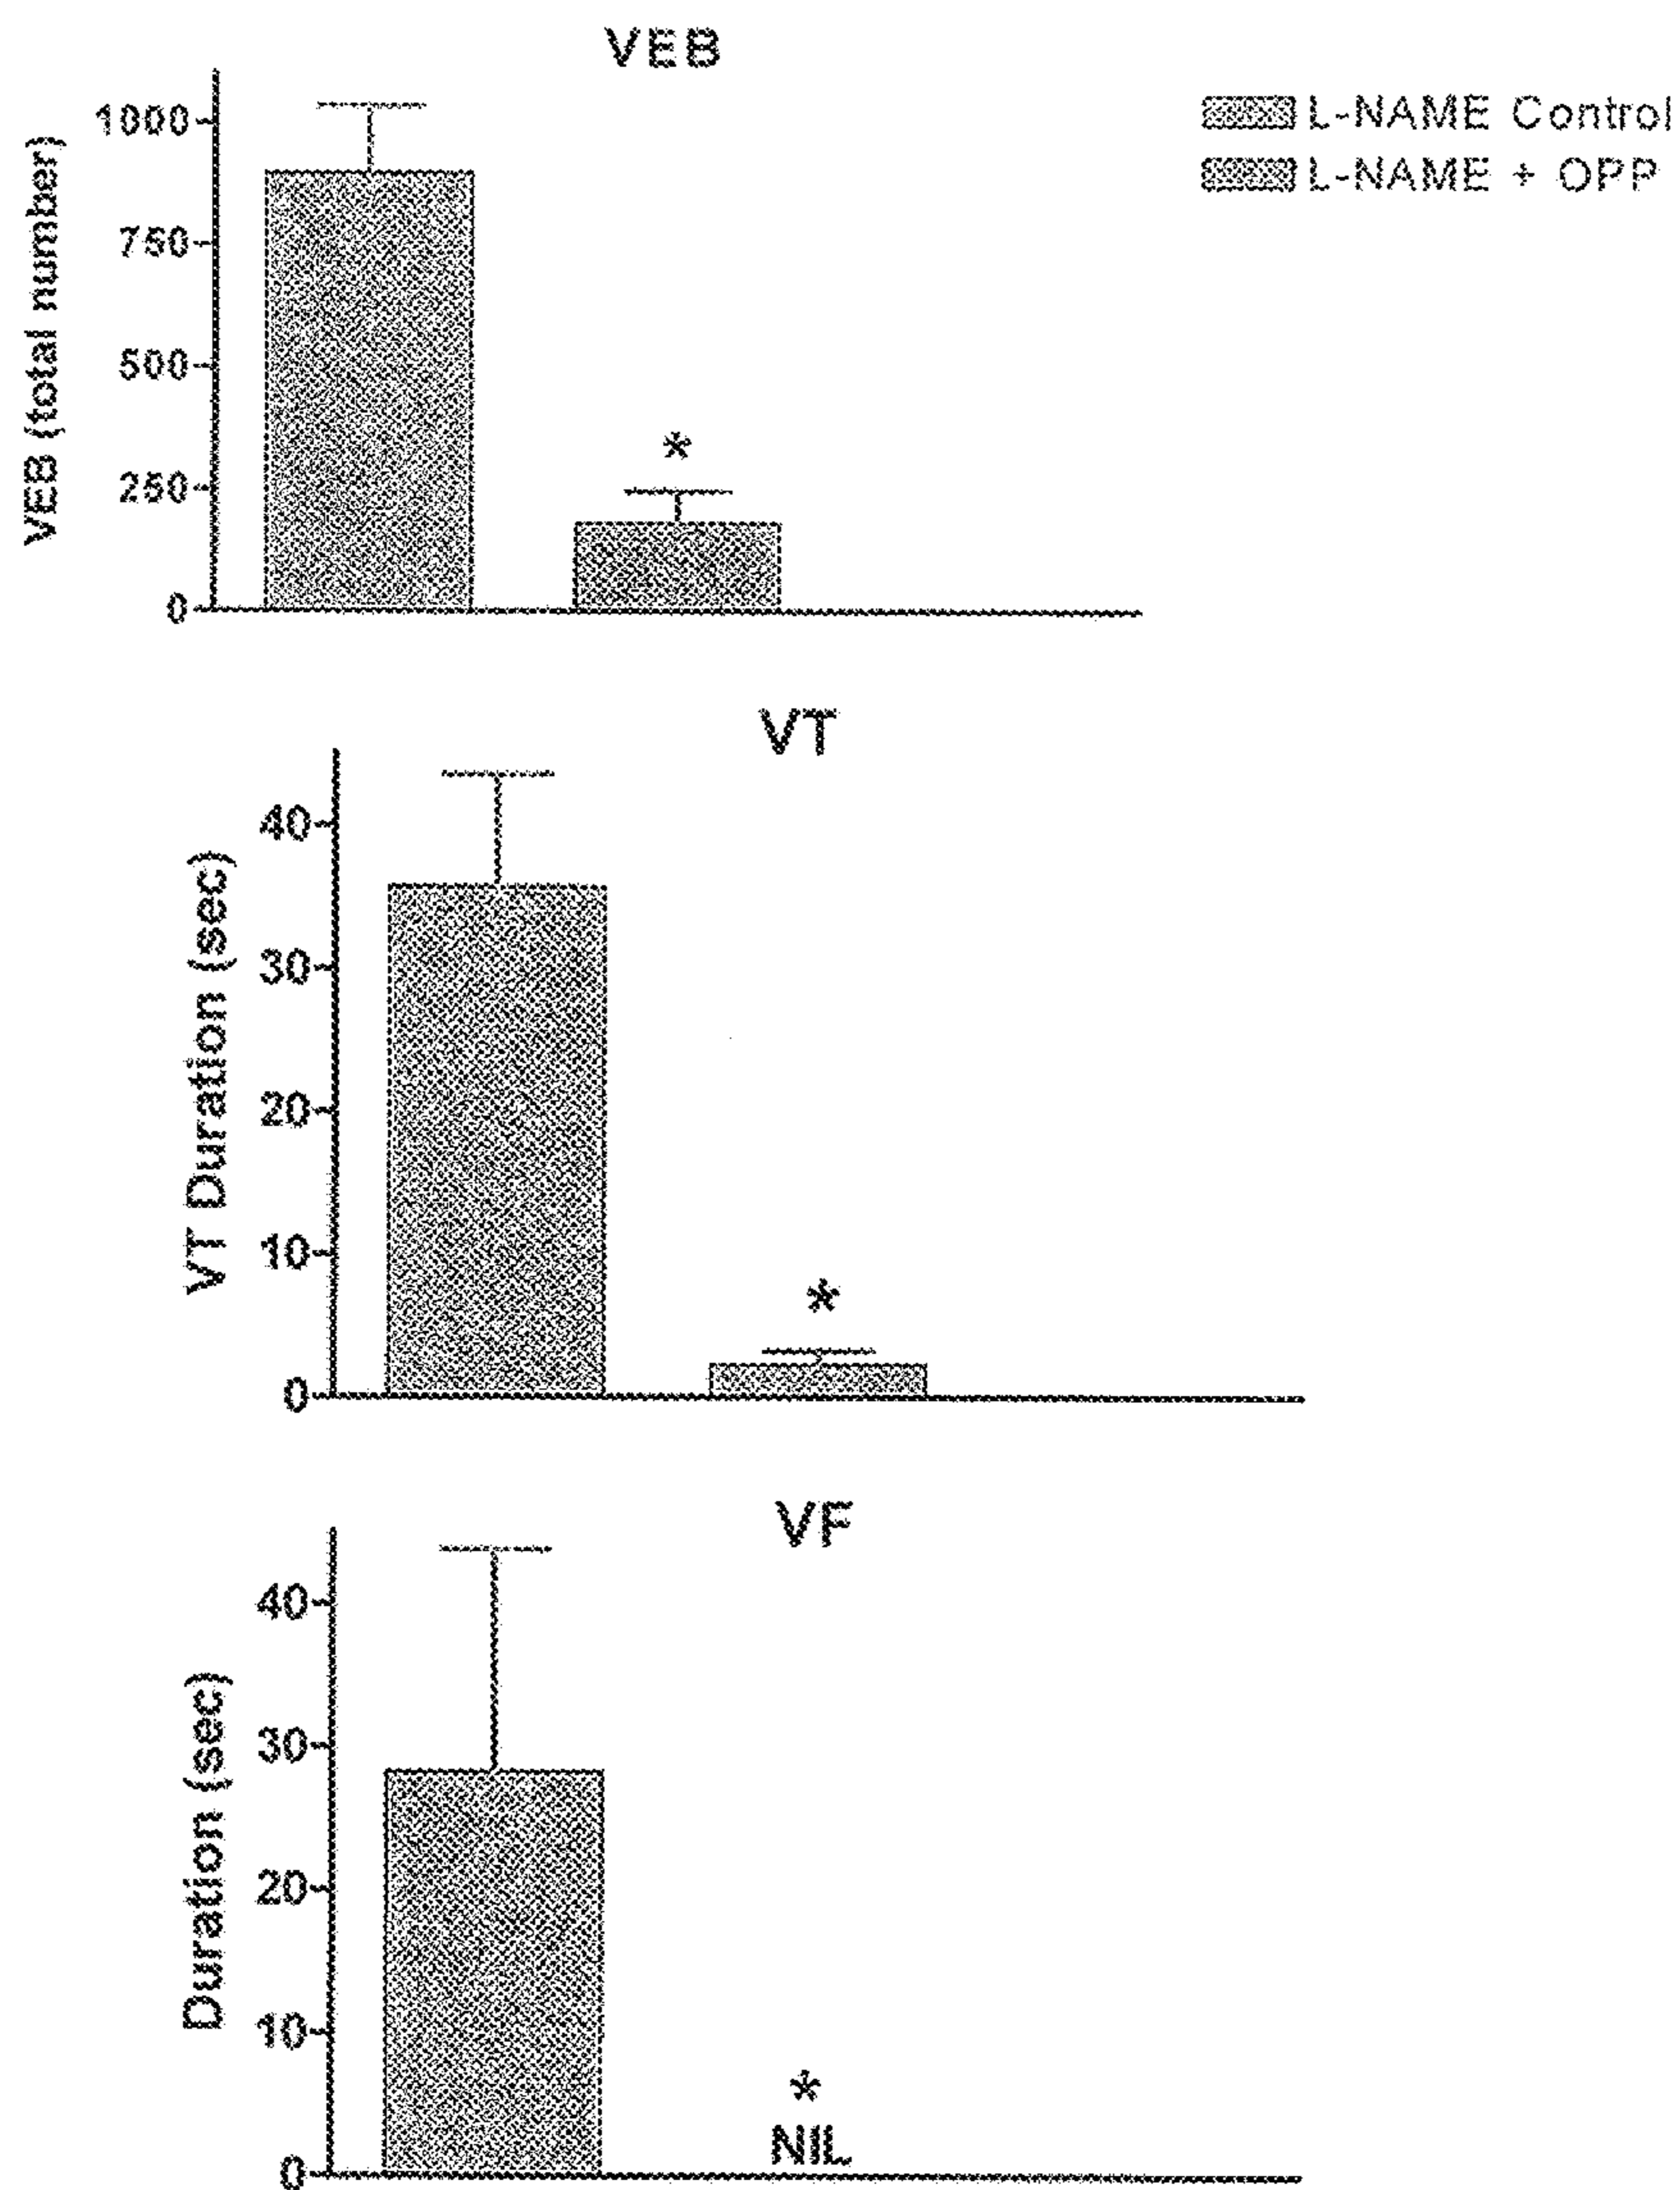 VEB
L-NAME Control
L-NAME + OPP
VEB (total number)
1000
750
500
250
0
*
VT
VT Duration (sec)
40
30
20
10
0
*
VF
Duration (sec)
40
30
20
10
0
*
NIL